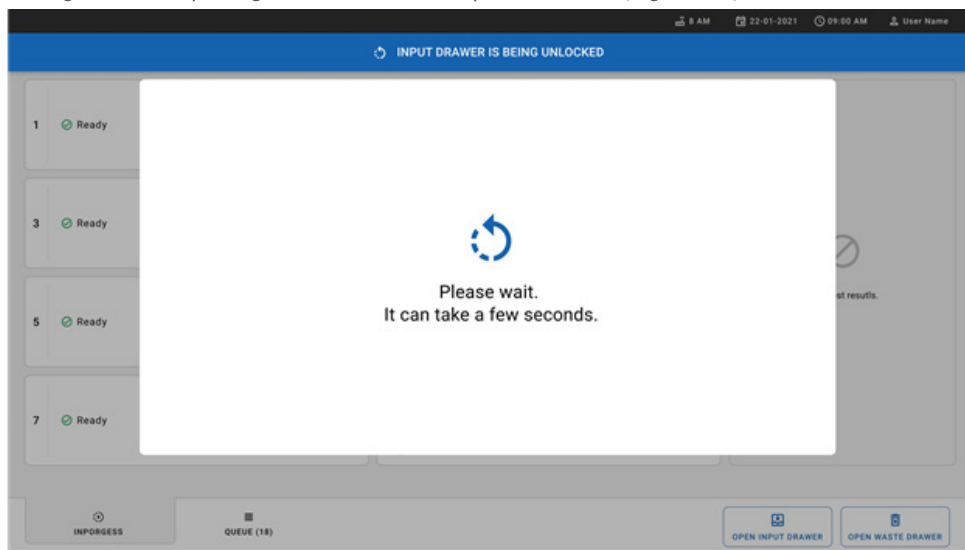 8 AM 22-01-2021 09:00 AM User Name
INPUT DRAWER IS BEING UNLOCKED
1 Ready
3 Ready
Please wait.
It can take a few seconds.
st resutls.
5 Ready
7 Ready
INPORGESS
QUEUE (18)
OPEN INPUT DRAWER
OPEN WASTE DRAWER